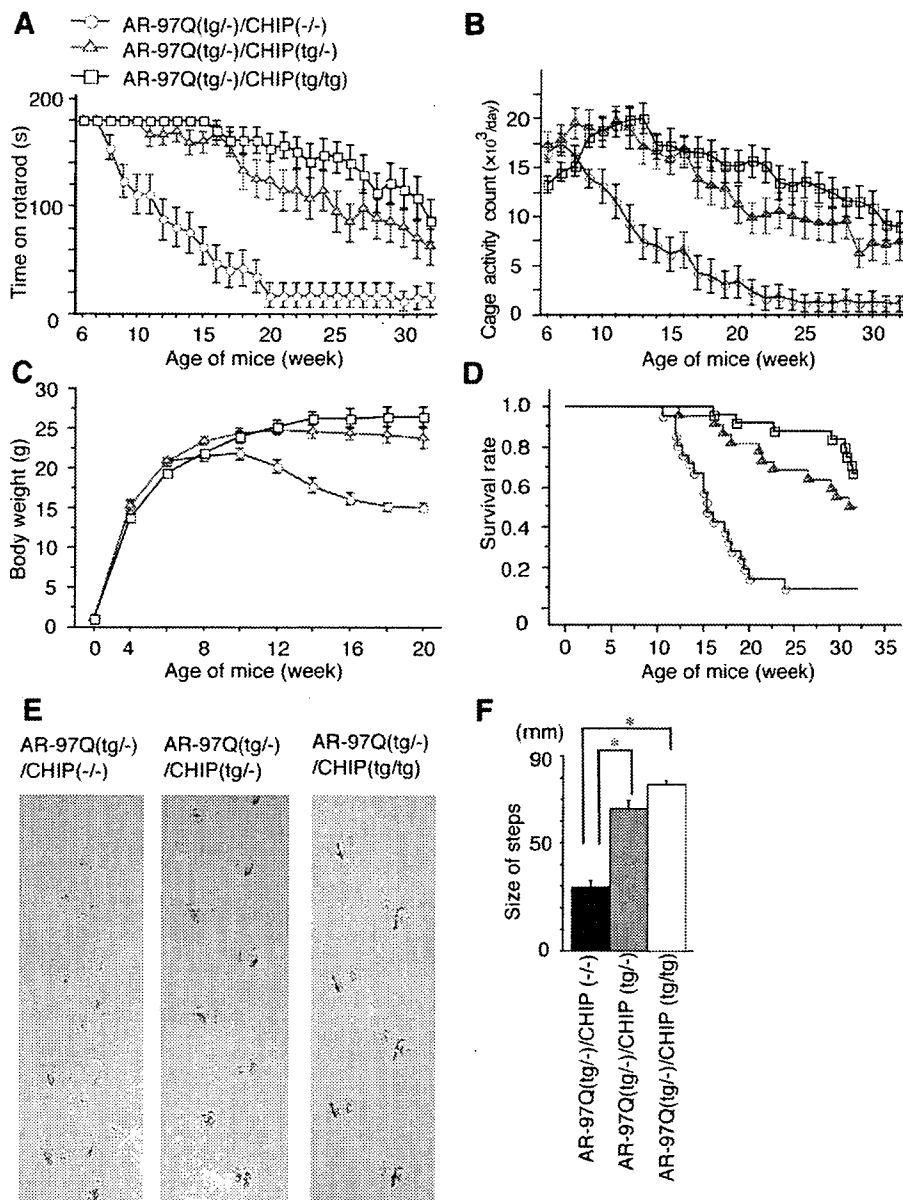 A
AR-97Q(tg/-)/CHIP(-/-)
AR-97Q(tg/-)/CHIP(tg/-)
AR-97Q(tg/-)/CHIP(tg/tg)
Time on rotarod (s)
200
100
0
6 10 15 20 25 30
Age of mice (week)
B
Cage activity count (×10³/day)
20
15
10
5
0
6 10 15 20 25 30
Age of mice (week)
C
Body weight (g)
30
25
20
15
10
5
0
0 4 8 12 16 20
Age of mice (week)
D
Survival rate
1.0
0.8
0.6
0.4
0.2
0
0 5 10 15 20 25 30 35
Age of mice (week)
E
AR-97Q(tg/-)
/CHIP(-/-)
AR-97Q(tg/-)
/CHIP(tg/-)
AR-97Q(tg/-)
/CHIP(tg/tg)
F
(mm)
*
*
Size of steps
90
50
0
AR-97Q(tg/-)/CHIP (-/-)
AR-97Q(tg/-)/CHIP (tg/-)
AR-97Q(tg/-)/CHIP (tg/tg)